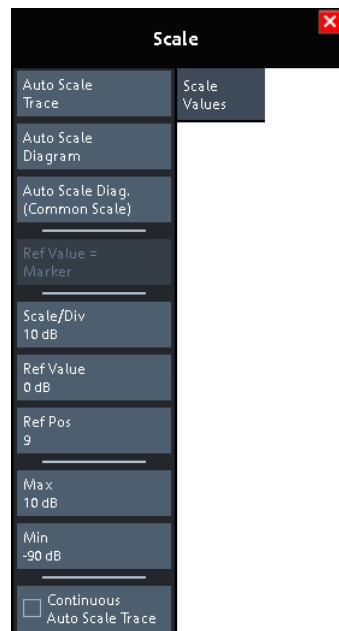 Scale
Auto Scale
Trace
Scale
Values
Auto Scale
Diagram
Auto Scale Diag.
(Common Scale)
Ref Value =
Marker
Scale/Div
10 dB
Ref Value
0 dB
Ref Pos
9
Max
10 dB
Min
-90 dB
Continuous
Auto Scale Trace